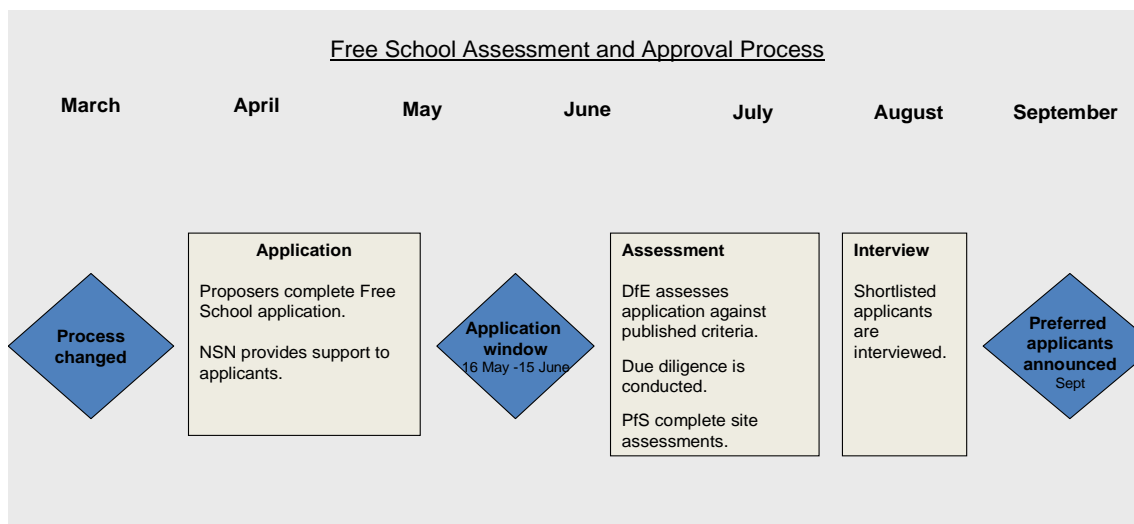 Free School Assessment and Approval Process
March
April
May
June
July
August
September
Process
changed
Application
Proposers complete Free
School application.
NSN provides support to
applicants.
Application
window
16 May -15 June
Assessment
DfE assesses
application against
published criteria.
Due diligence is
conducted.
PfS complete site
assessments.
Interview
Shortlisted
applicants
are
interviewed.
Preferred
applicants
announced
Sept